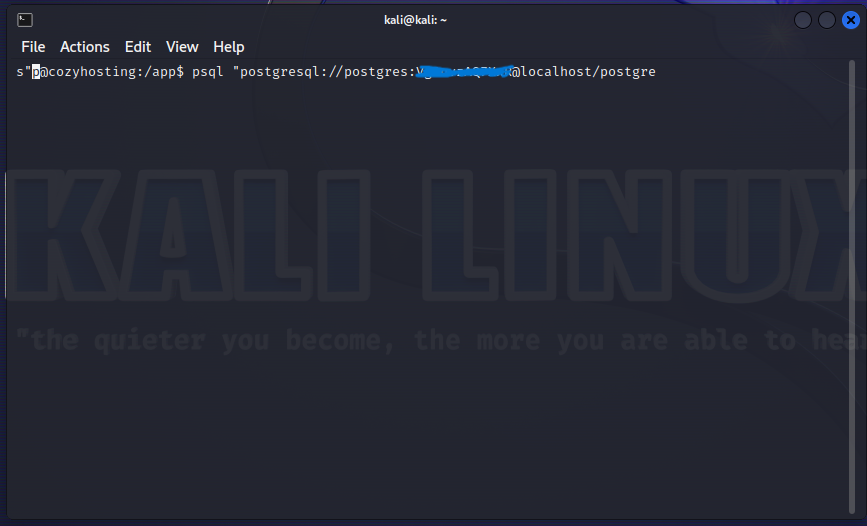 kali@kali: ~
File Actions Edit View Help
s"p@cozyhosting:/app$ psql "postgresql://postgres:@localhost/postgre
KALI LINUX
"the quieter you become, the more you are able to hear